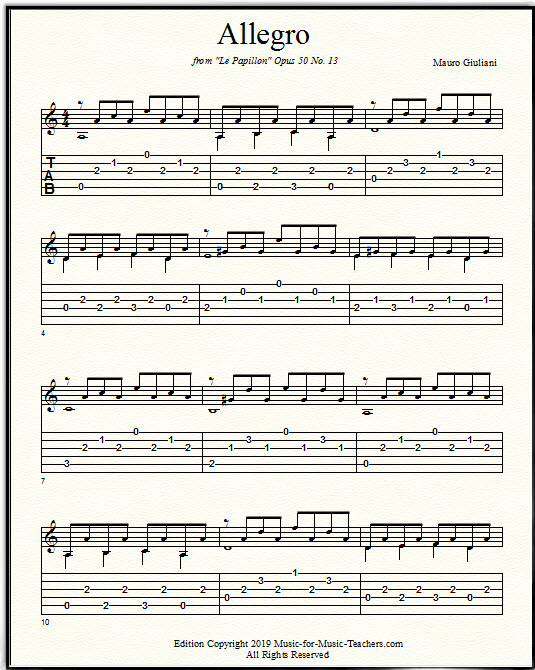 Allegro
from "Le Papillon" Opus 50 No. 13
Mauro Giuliani
T
A
B
0 2 1 2 0 2 1 2 0 2 2 2 3 2 0 2 0 2 3 2 1 2 3 2
0 2 2 2 3 2 0 2 2 1 0 1 0 1 0 1 2 1 3 1 2 1 0 1
4
3 2 1 2 0 2 1 2 2 1 3 1 0 1 3 1 0 2 1 2 0 2 1 2
7
0 2 2 2 3 2 0 2 0 2 3 2 1 2 3 2 0 2 2 2 3 2 0 2
10
Edition Copyright 2019 Music-for-Music-Teachers.com
All Rights Reserved